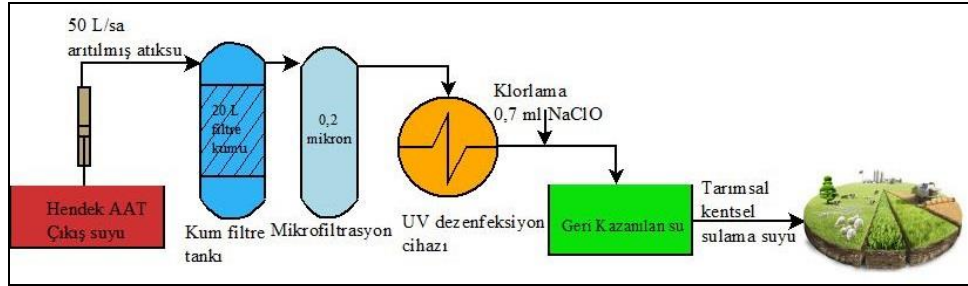 50 L/sa
arıtılmış atıksu
Hendek AAT
Çıkış suyu
20 L
filtre
kumu
Kum filtre
tankı
0,2
mikron
Mikrofiltrasyon
UV dezenfeksiyon
cihazı
Klorlama
0,7 ml NaClO
Geri Kazanılan su
Tarımsal
kentsel
sulama suyu